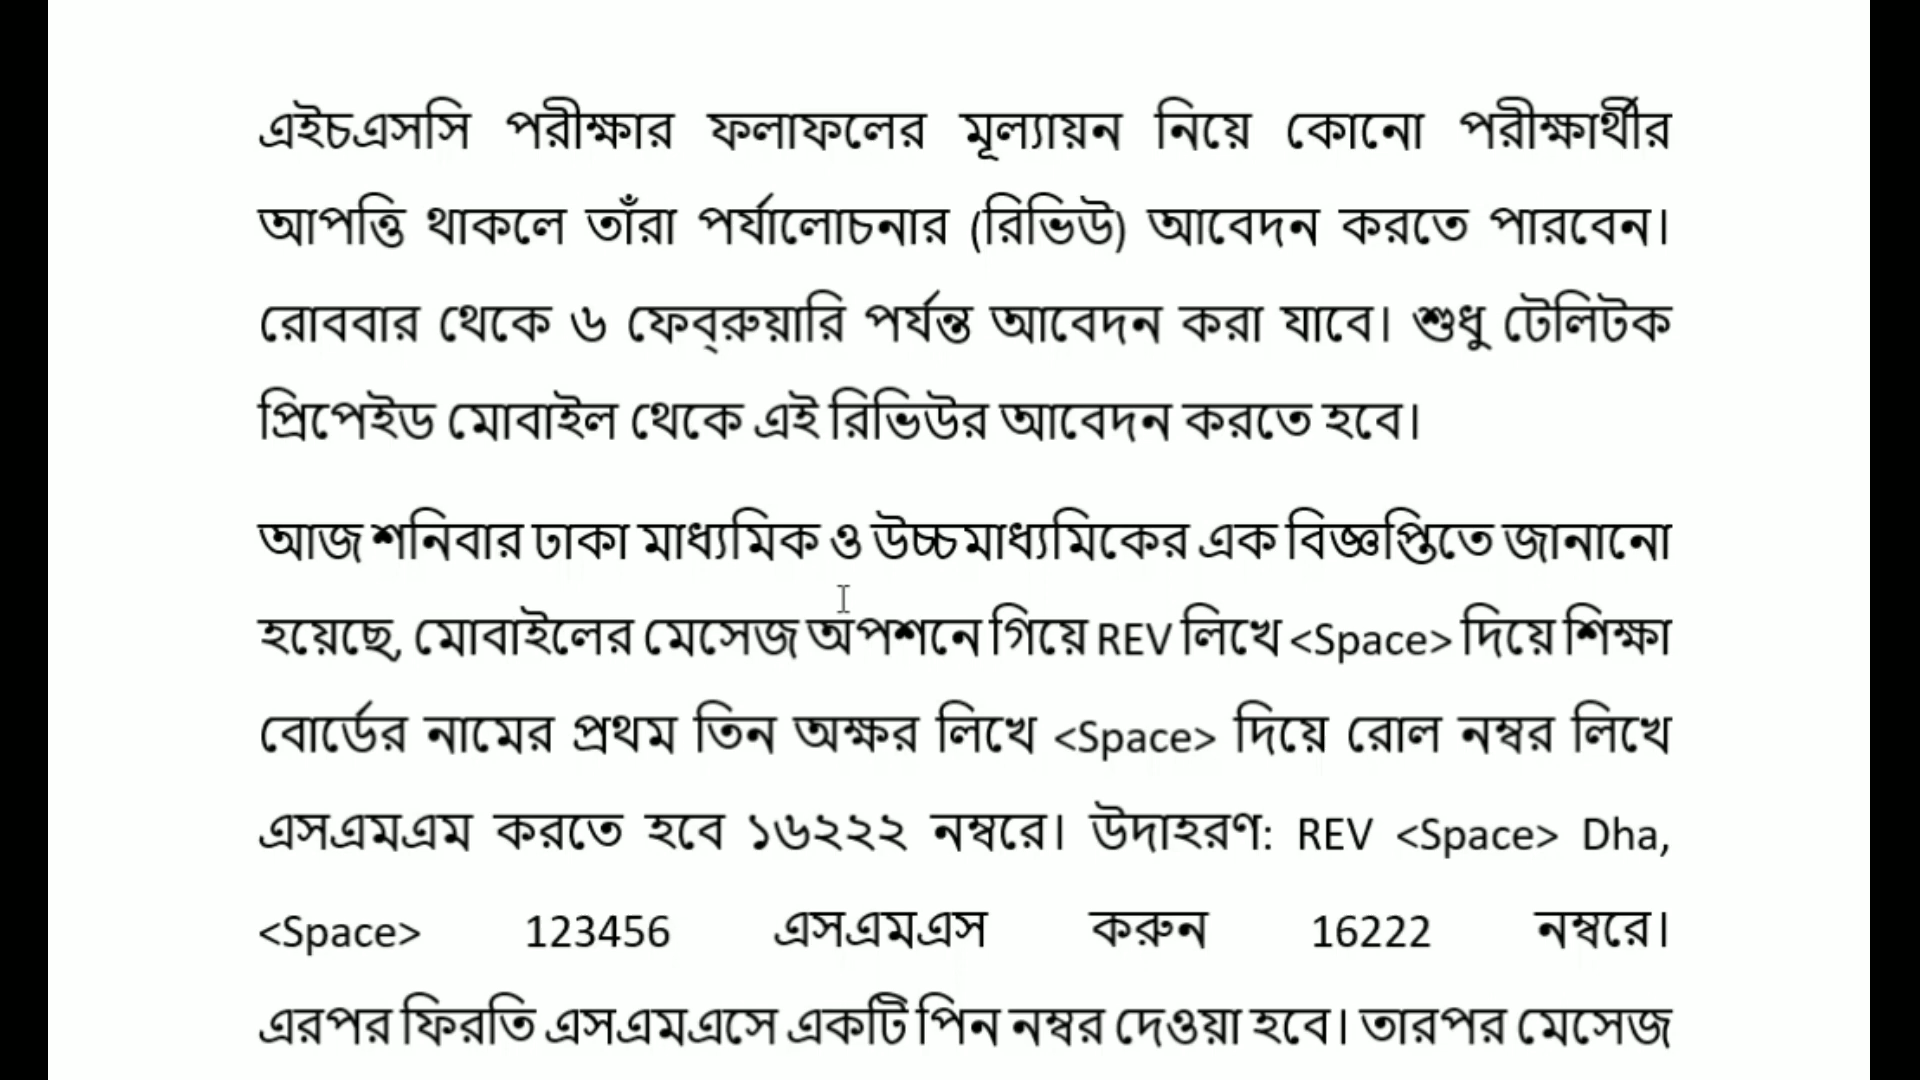 এইচএসসি পরীক্ষার ফলাফলের মূল্যায়ন নিয়ে কোনো পরীক্ষার্থীর
আপত্তি থাকলে তাঁরা পর্যালোচনার (রিভিউ) আবেদন করতে পারবেন।
রোববার থেকে ৬ ফেব্‌রুয়ারি পর্যন্ত আবেদন করা যাবে। শুধু টেলিটক
প্রিপেইড মোবাইল থেকে এই রিভিউর আবেদন করতে হবে।
আজ শনিবার ঢাকা মাধ্যমিক ও উচ্চমাধ্যমিকের এক বিজ্ঞপ্তিতে জানানো
হয়েছে, মোবাইলের মেসেজ অপশনে গিয়ে REV লিখে <Space> দিয়ে শিক্ষা
বোর্ডের নামের প্রথম তিন অক্ষর লিখে <Space> দিয়ে রোল নম্বর লিখে
এসএমএম করতে হবে ১৬২২২ নম্বরে। উদাহরণ: REV <Space> Dha,
<Space> 123456 এসএমএস করুন 16222 নম্বরে।
এরপর ফিরতি এসএমএসে একটি পিন নম্বর দেওয়া হবে। তারপর মেসেজ